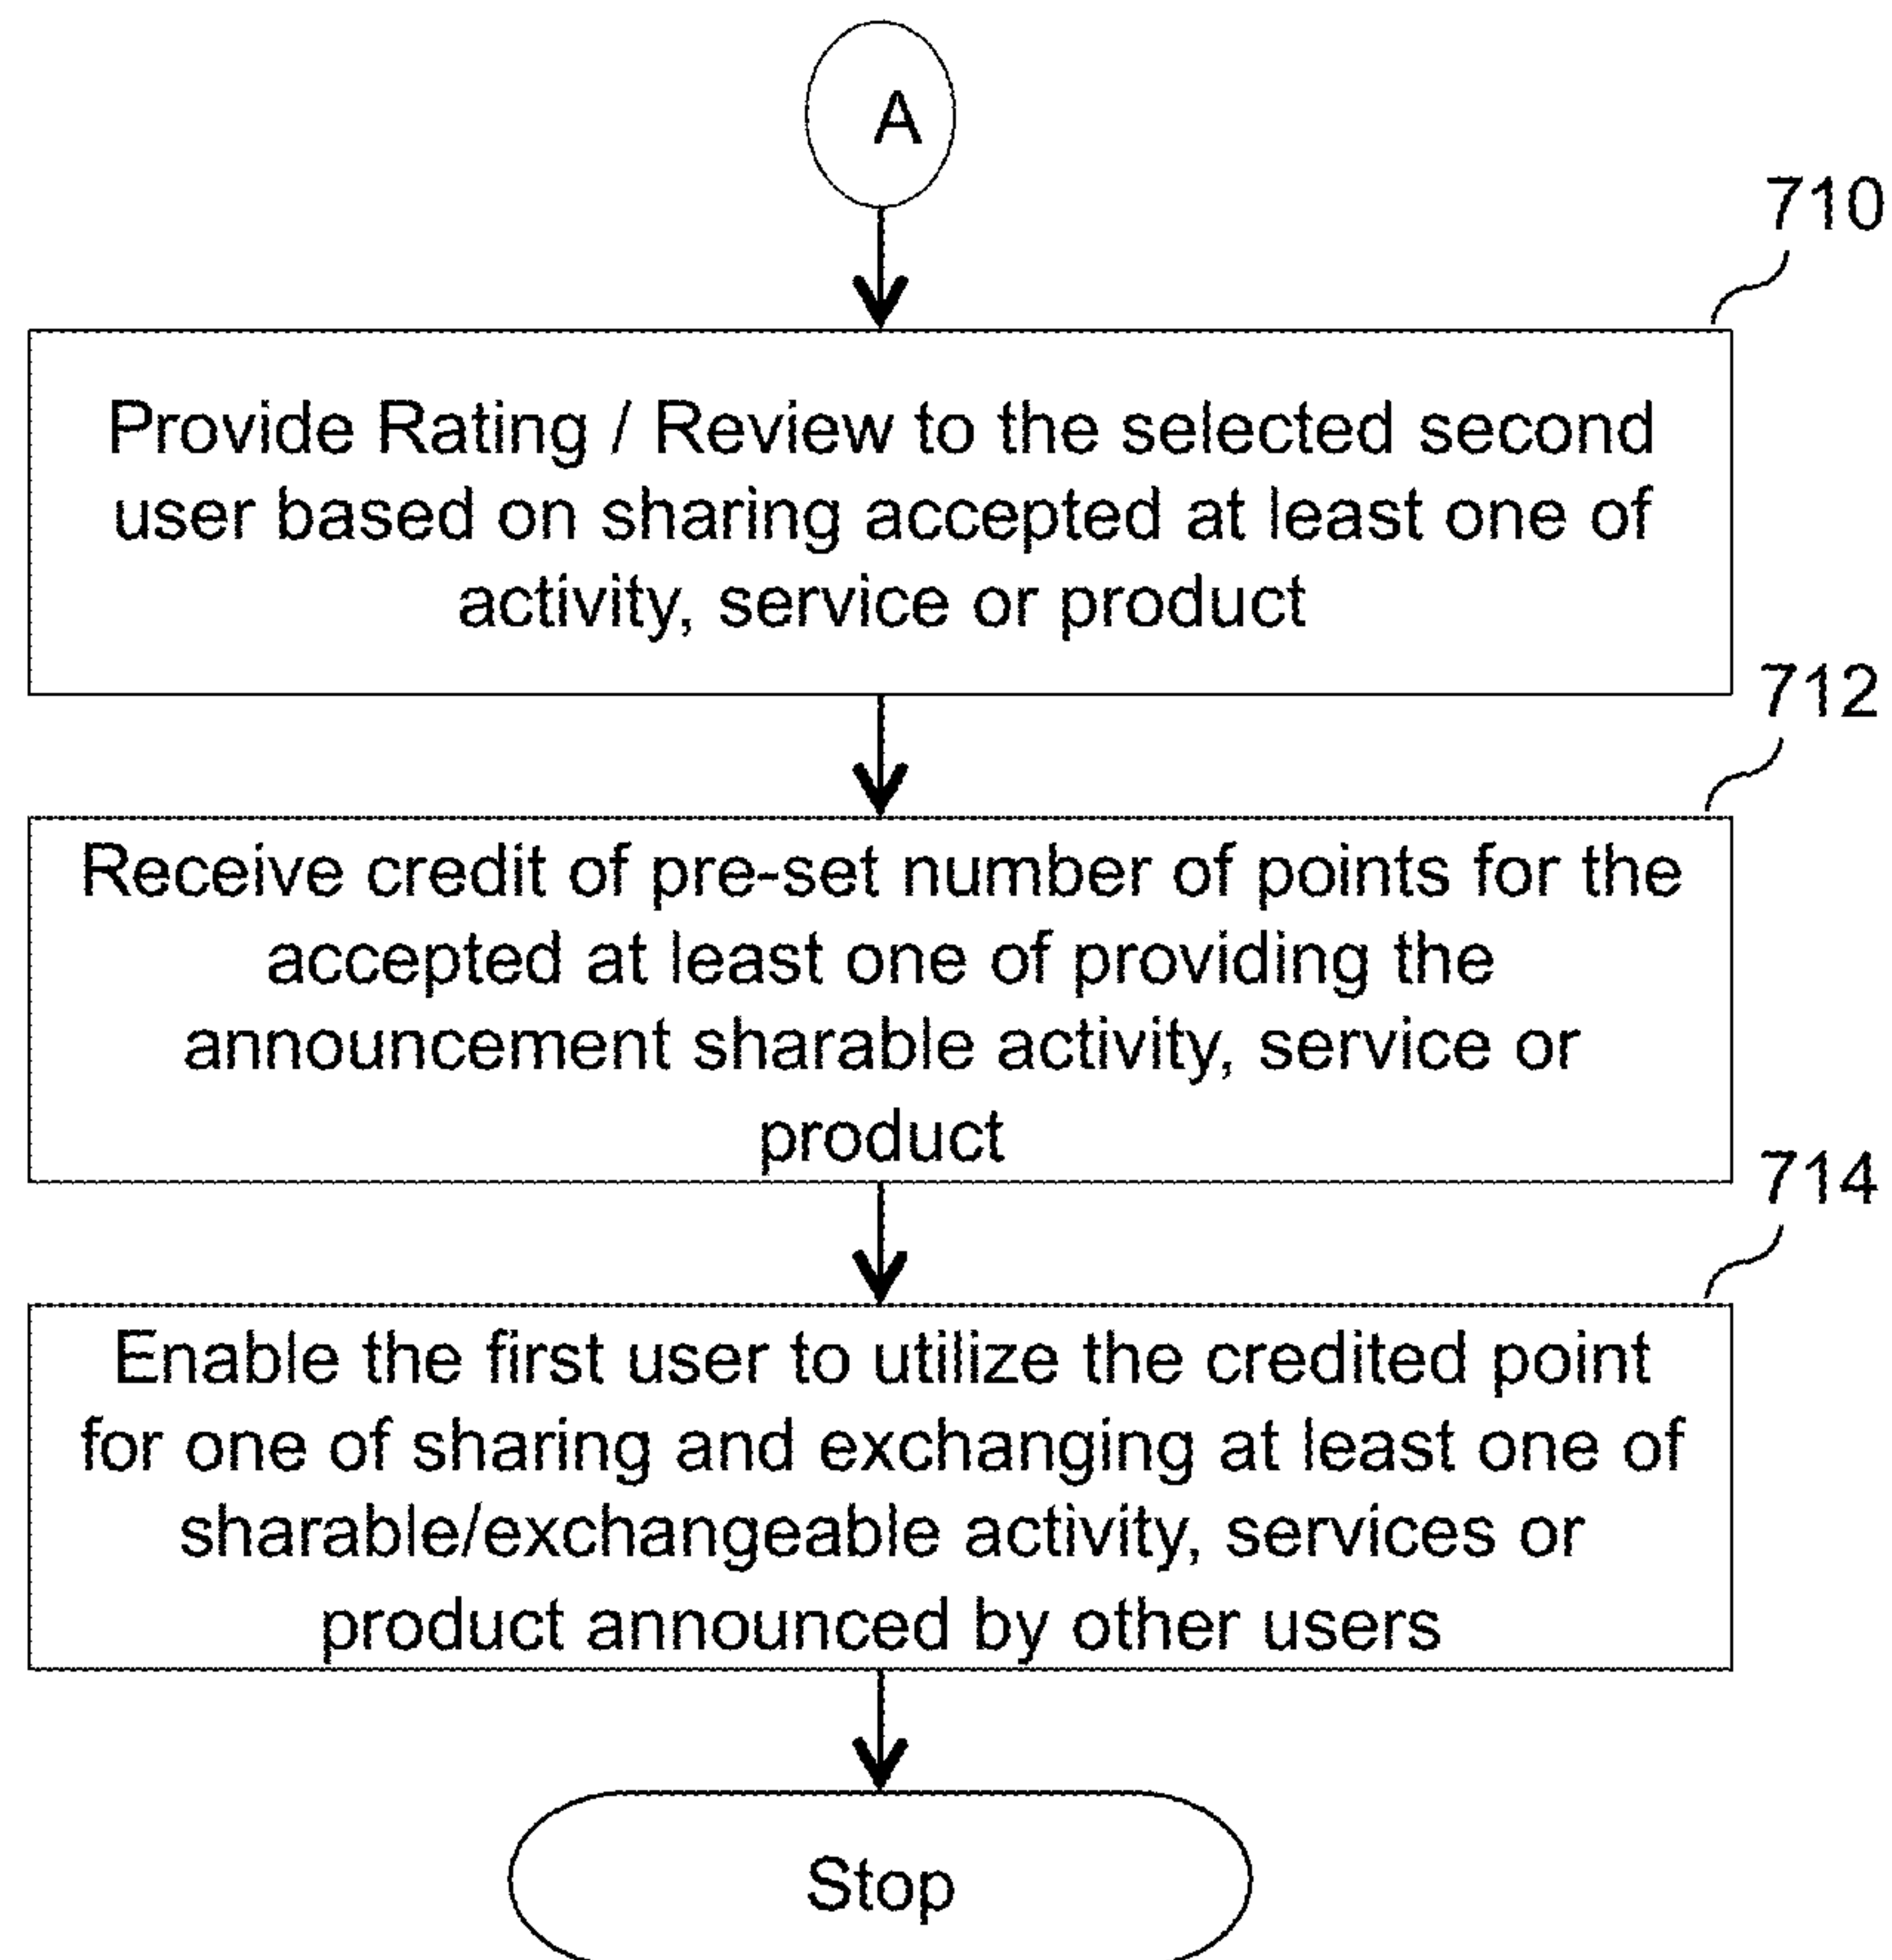 A
710
Provide Rating / Review to the selected second
user based on sharing accepted at least one of
activity, service or product
712
Receive credit of pre-set number of points for the
accepted at least one of providing the
announcement sharable activity, service or
product
714
Enable the first user to utilize the credited point
for one of sharing and exchanging at least one of
sharable/exchangeable activity, services or
product announced by other users
Stop